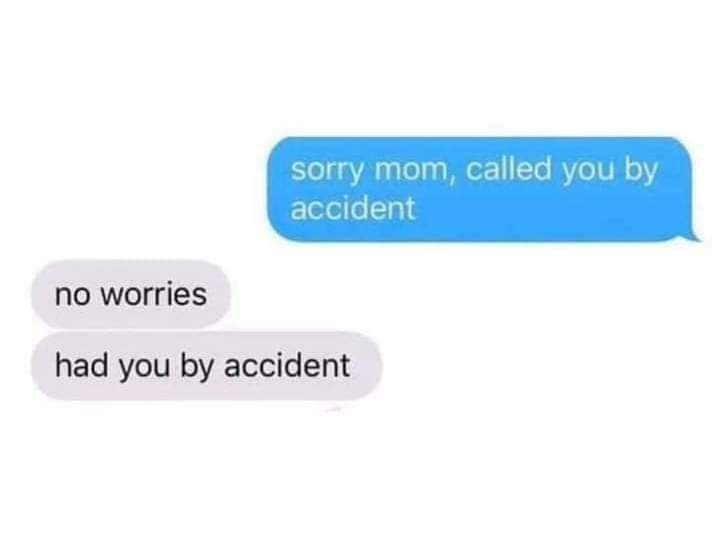 sorry mom, called you by
accident
no worries
had you by accident